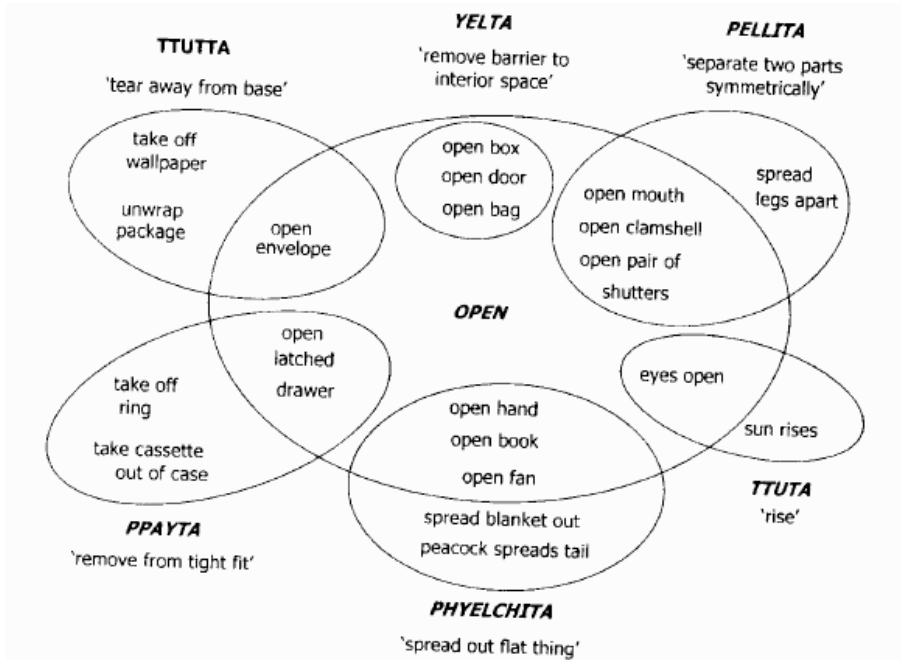 YELTA
'remove barrier to
interior space'
PELLITA
'separate two parts
symmetrically'
TTUTTA
'tear away from base'
take off
wallpaper
unwrap
package
open
envelope
open box
open door
open bag
open mouth
open clamshell
open pair of
shutters
spread
legs apart
OPEN
open
latched
drawer
take off
ring
take cassette
out of case
PPAYTA
'remove from tight fit'
open hand
open book
open fan
spread blanket out
peacock spreads tail
PHYELCHITA
'spread out flat thing'
eyes open
sun rises
TTUTA
'rise'